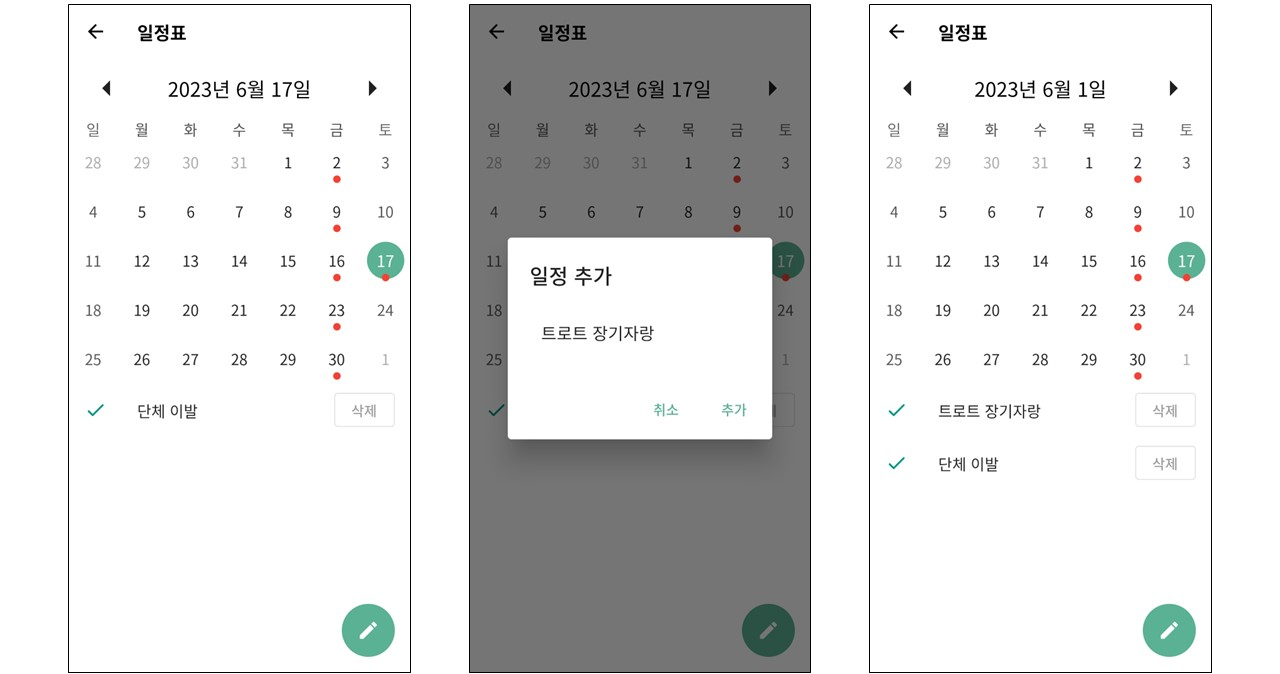 일정표
2023년 6월 17일
일 월 화 수 목 금 토
28 29 30 31 1 2 3
4 5 6 7 8 9 10
11 12 13 14 15 16 17
18 19 20 21 22 23 24
25 26 27 28 29 30 1
단체 이발 삭제
일정표
2023년 6월 17일
일 월 화 수 목 금 토
28 29 30 31 1 2 3
4 5 6 7 8 9 10
11 17
18 24
25 1
일정 추가
트로트 장기자랑
취소 추가
일정표
2023년 6월 1일
일 월 화 수 목 금 토
28 29 30 31 1 2 3
4 5 6 7 8 9 10
11 12 13 14 15 16 17
18 19 20 21 22 23 24
25 26 27 28 29 30 1
트로트 장기자랑 삭제
단체 이발 삭제